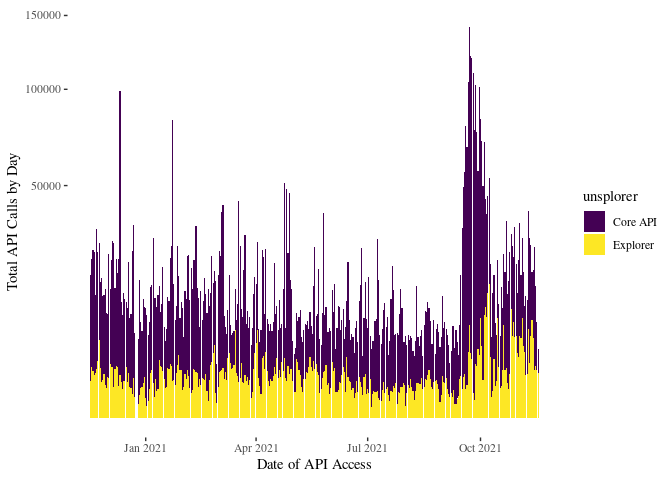 150000
100000
50000
Total API Calls by Day
Jan 2021
Apr 2021
Jul 2021
Oct 2021
Date of API Access
unsplorer
Core API
Explorer